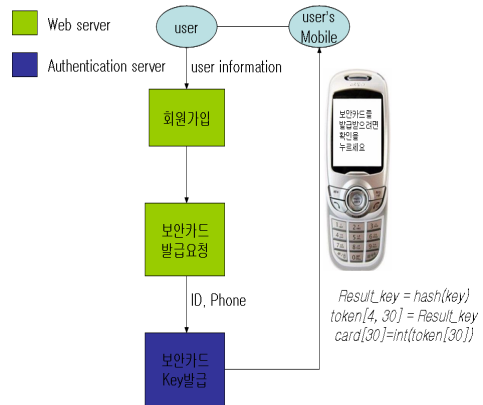 Web server
Authentication server
user
user's
Mobile
user information
회원가입
보안카드
발급요청
ID, Phone
보안카드
Key발급
보안카드를
발급받으려면
확인을
누르세요
Result_key = hash(key)
token[4, 30] = Result_key
card[30]=int(token[30])